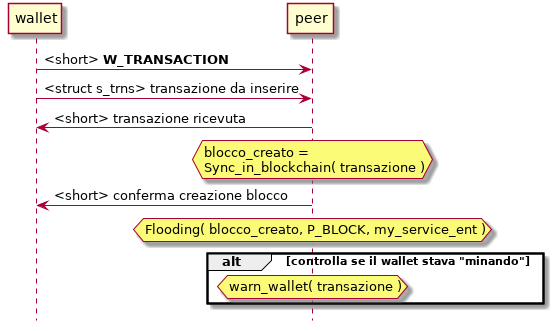 wallet
peer
<short> W_TRANSACTION
<struct s_trns> transazione da inserire
<short> transazione ricevuta
blocco_creato =
Sync_in_blockchain( transazione )
<short> conferma creazione blocco
Flooding( blocco_creato, P_BLOCK, my_service_ent )
alt
[controlla se il wallet stava "minando"]
warn_wallet( transazione )